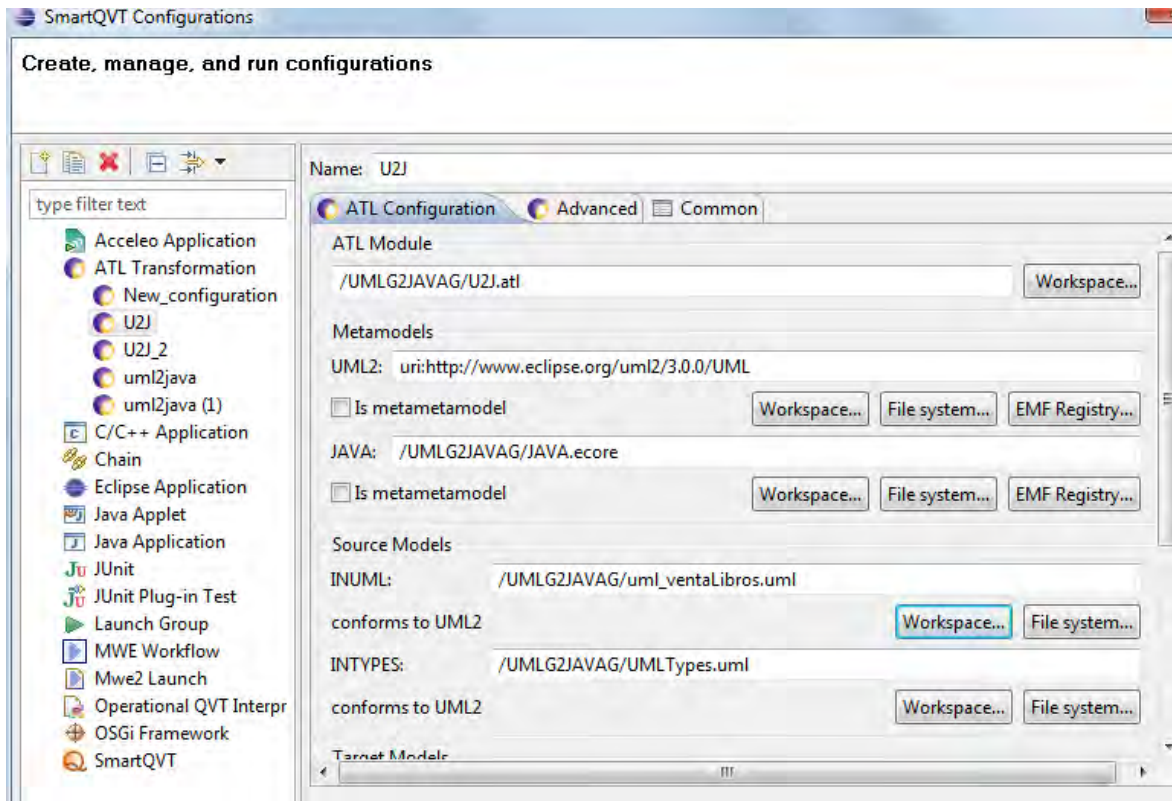 SmartQVT Configurations
Create, manage, and run configurations
type filter text
Acceleo Application
ATL Transformation
New_configuration
U2J
U2J_2
uml2java
uml2java (1)
C/C++ Application
Chain
Eclipse Application
Java Applet
Java Application
Ju JUnit
JUnit Plug-in Test
Launch Group
MWE Workflow
Mwe2 Launch
Operational QVT Interpr
OSGi Framework
SmartQVT
Name: U2J
ATL Configuration Advanced Common
ATL Module
/UMLG2JAVAG/U2J.atl Workspace...
Metamodels
UML2: uri:http://www.eclipse.org/uml2/3.0.0/UML
Is metametamodel Workspace... File system... EMF Registry...
JAVA: /UMLG2JAVAG/JAVA.ecore
Is metametamodel Workspace... File system... EMF Registry...
Source Models
INUML: /UMLG2JAVAG/uml_ventaLibros.uml
conforms to UML2 Workspace... File system...
INTYPES: /UMLG2JAVAG/UMLTypes.uml
conforms to UML2 Workspace... File system...
Target Models